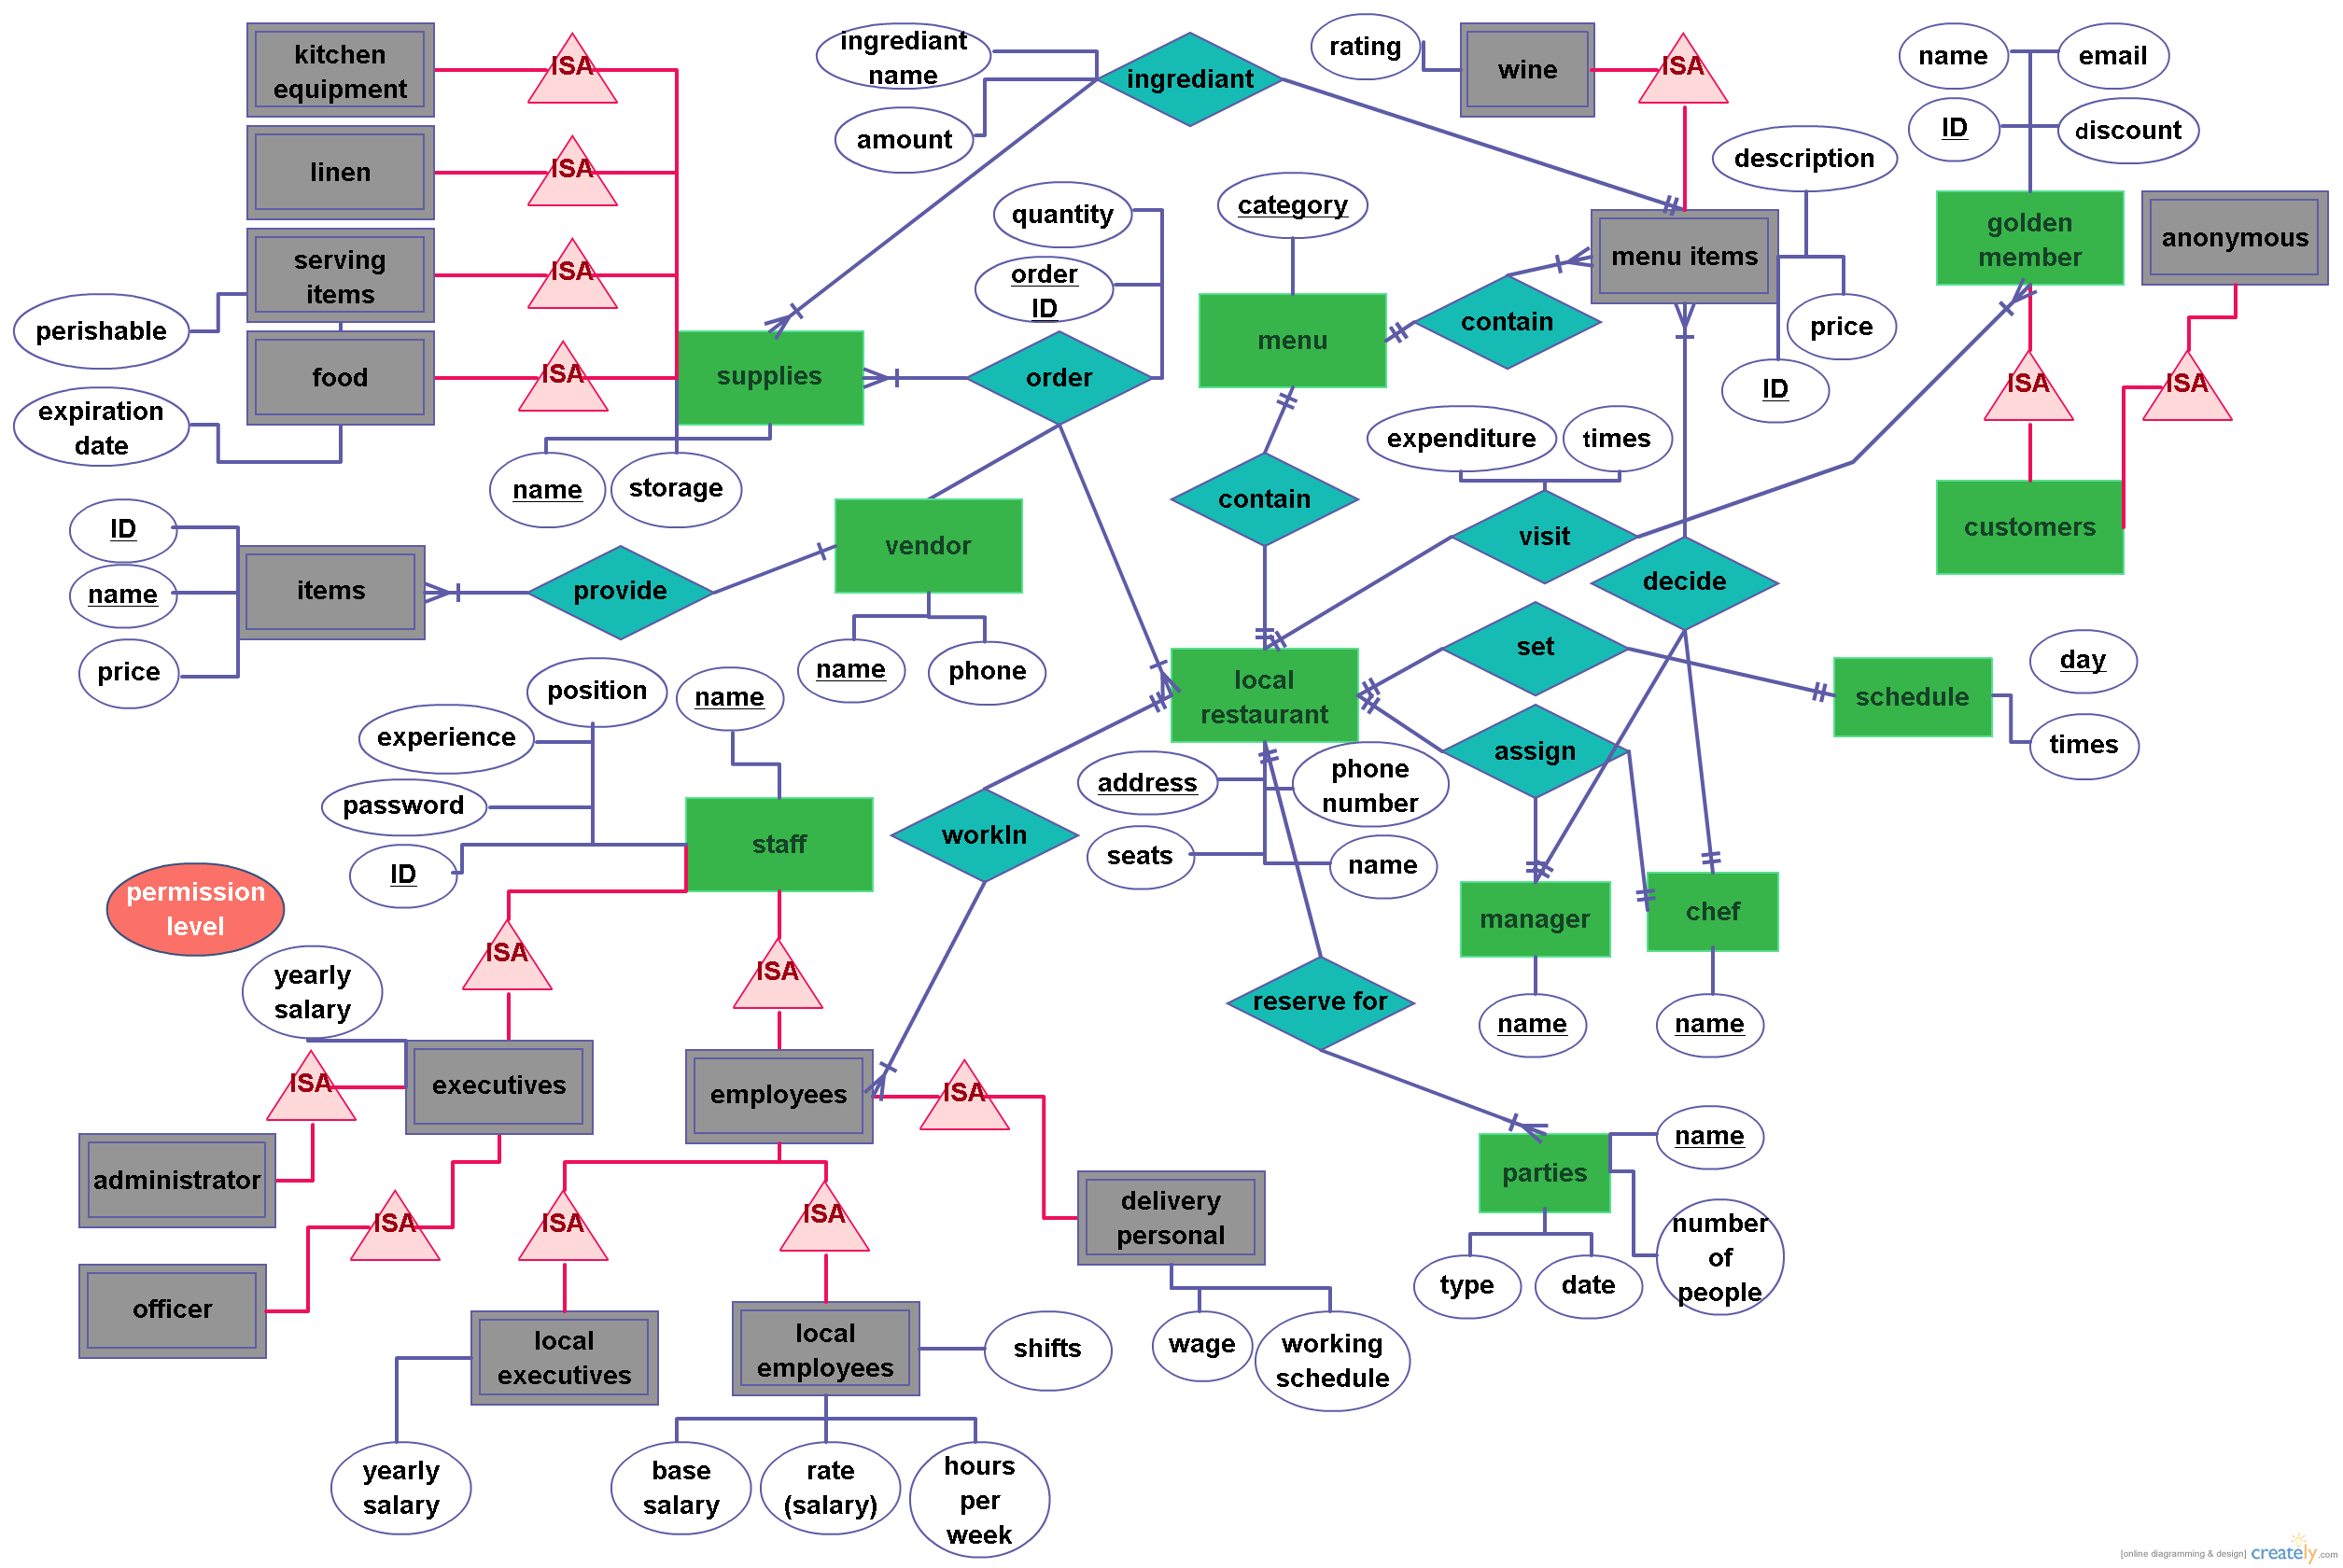 kitchen
equipment
ISA
ingrediant
name
ingrediant
rating
wine
ISA
name
email
linen
ISA
amount
ID
discount
description
serving
items
ISA
quantity
category
menu items
golden
member
anonymous
order
ID
perishable
food
ISA
supplies
order
menu
contain
price
ID
ISA
ISA
expiration
date
name
storage
contain
expenditure
times
visit
customers
ID
name
price
items
provide
vendor
decide
name
phone
set
local
restaurant
schedule
day
times
position
name
experience
password
ID
staff
workIn
assign
address
phone
number
seats
name
permission
level
yearly
salary
ISA
ISA
manager
chef
name
name
reserve for
ISA
executives
employees
ISA
administrator
officer
ISA
ISA
ISA
delivery
personal
parties
name
number
of
people
type
date
local
executives
local
employees
shifts
wage
working
schedule
yearly
salary
base
salary
rate
(salary)
hours
per
week
[online diagramming & design] creately.com